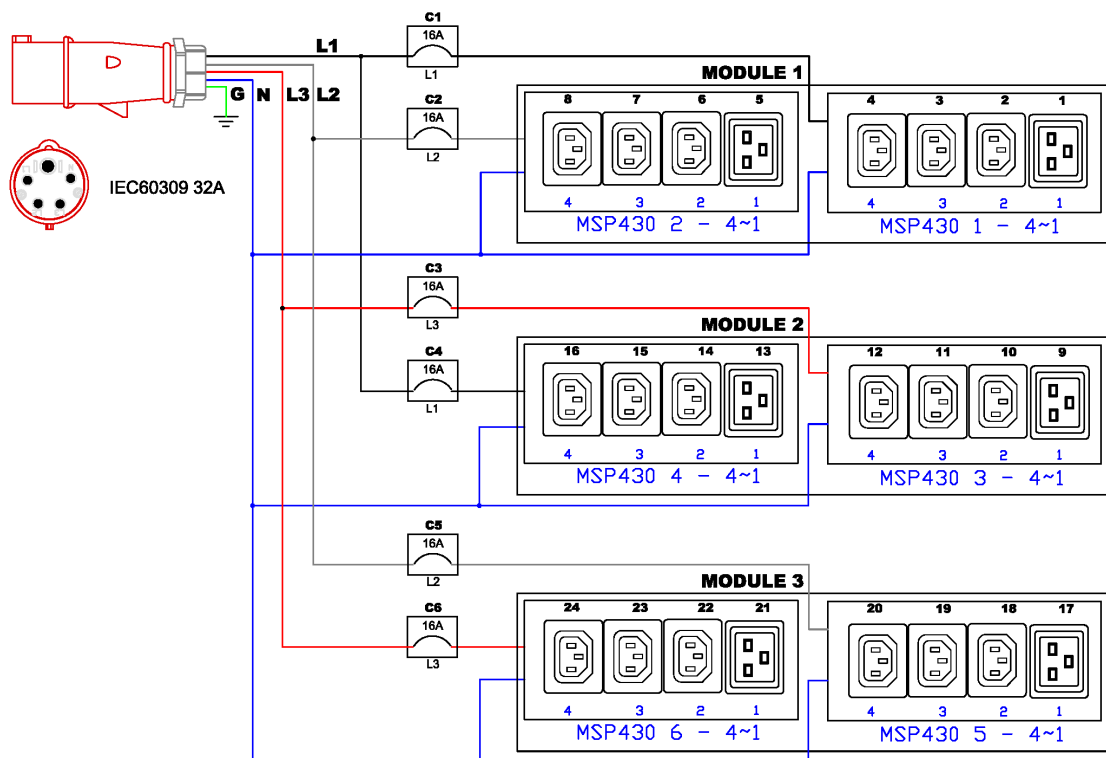 C1
16A
L1
L1
G N L3 L2
C2
16A
L2
IEC60309 32A
MODULE 1
8 7 6 5 4 3 2 1
4 3 2 1 4 3 2 1
MSP430 2 - 4~1 MSP430 1 - 4~1
C3
16A
L3
MODULE 2
C4
16A
L1
16 15 14 13 12 11 10 9
4 3 2 1 4 3 2 1
MSP430 4 - 4~1 MSP430 3 - 4~1
C5
16A
L2
MODULE 3
C6
16A
L3
24 23 22 21 20 19 18 17
4 3 2 1 4 3 2 1
MSP430 6 - 4~1 MSP430 5 - 4~1